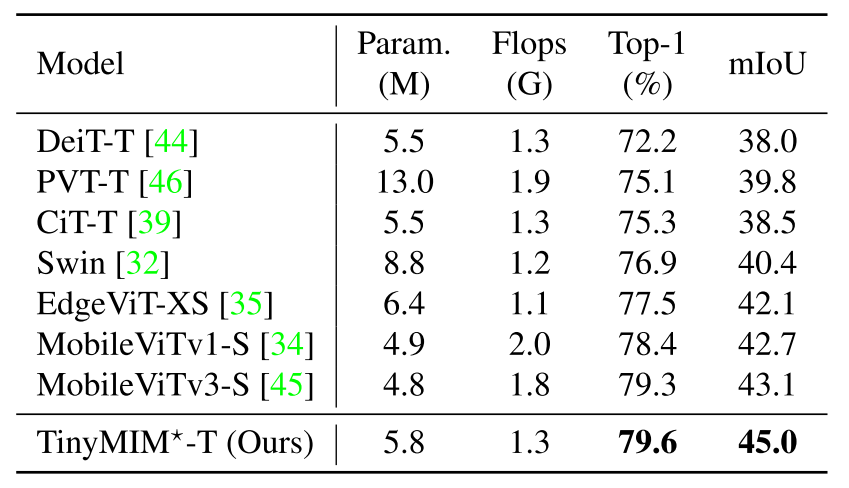 Model Param. (M) Flops (G) Top-1 (%) mIoU
DeiT-T [44] 5.5 1.3 72.2 38.0
PVT-T [46] 13.0 1.9 75.1 39.8
CiT-T [39] 5.5 1.3 75.3 38.5
Swin [32] 8.8 1.2 76.9 40.4
EdgeViT-XS [35] 6.4 1.1 77.5 42.1
MobileViTv1-S [34] 4.9 2.0 78.4 42.7
MobileViTv3-S [45] 4.8 1.8 79.3 43.1
TinyMIM⋆-T (Ours) 5.8 1.3 79.6 45.0